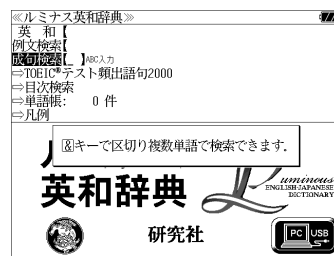 ≪ルミナス英和辞典≫
英 和【
例文検索【
成句検索【_ 】ABC入力
⇨TOEIC®テスト頻出語句2000
⇨目次検索
⇨単語帳: 0 件
⇨凡例
&キーで区切り複数単語で検索できます.
英和辞典
Luminous
ENGLISH-JAPANESE
DICTIONARY
研究社
PC USB